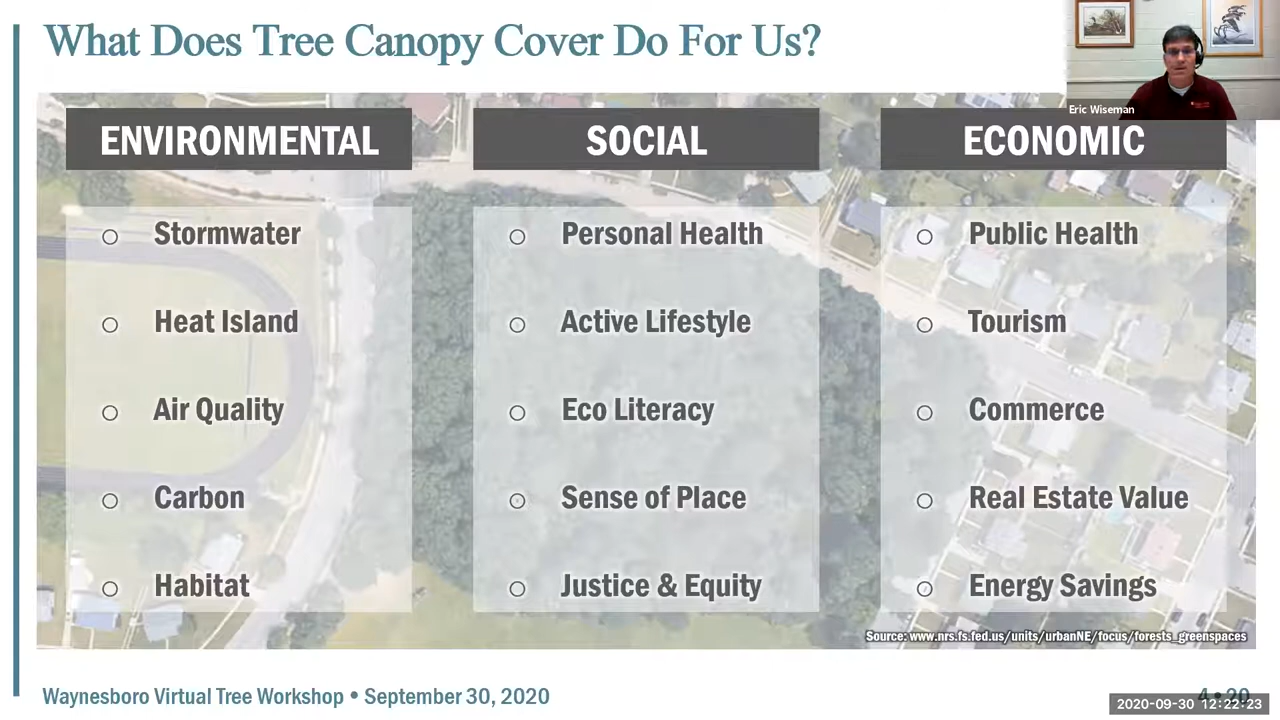 What Does Tree Canopy Cover Do For Us?
Eric Wiseman
ENVIRONMENTAL
Stormwater
Heat Island
Air Quality
Carbon
Habitat
SOCIAL
Personal Health
Active Lifestyle
Eco Literacy
Sense of Place
Justice & Equity
ECONOMIC
Public Health
Tourism
Commerce
Real Estate Value
Energy Savings
Source: www.nrs.fs.fed.us/units/urbanNE/focus/forests_greenspaces
Waynesboro Virtual Tree Workshop • September 30, 2020
4 • 20
2020-09-30 12:22:23